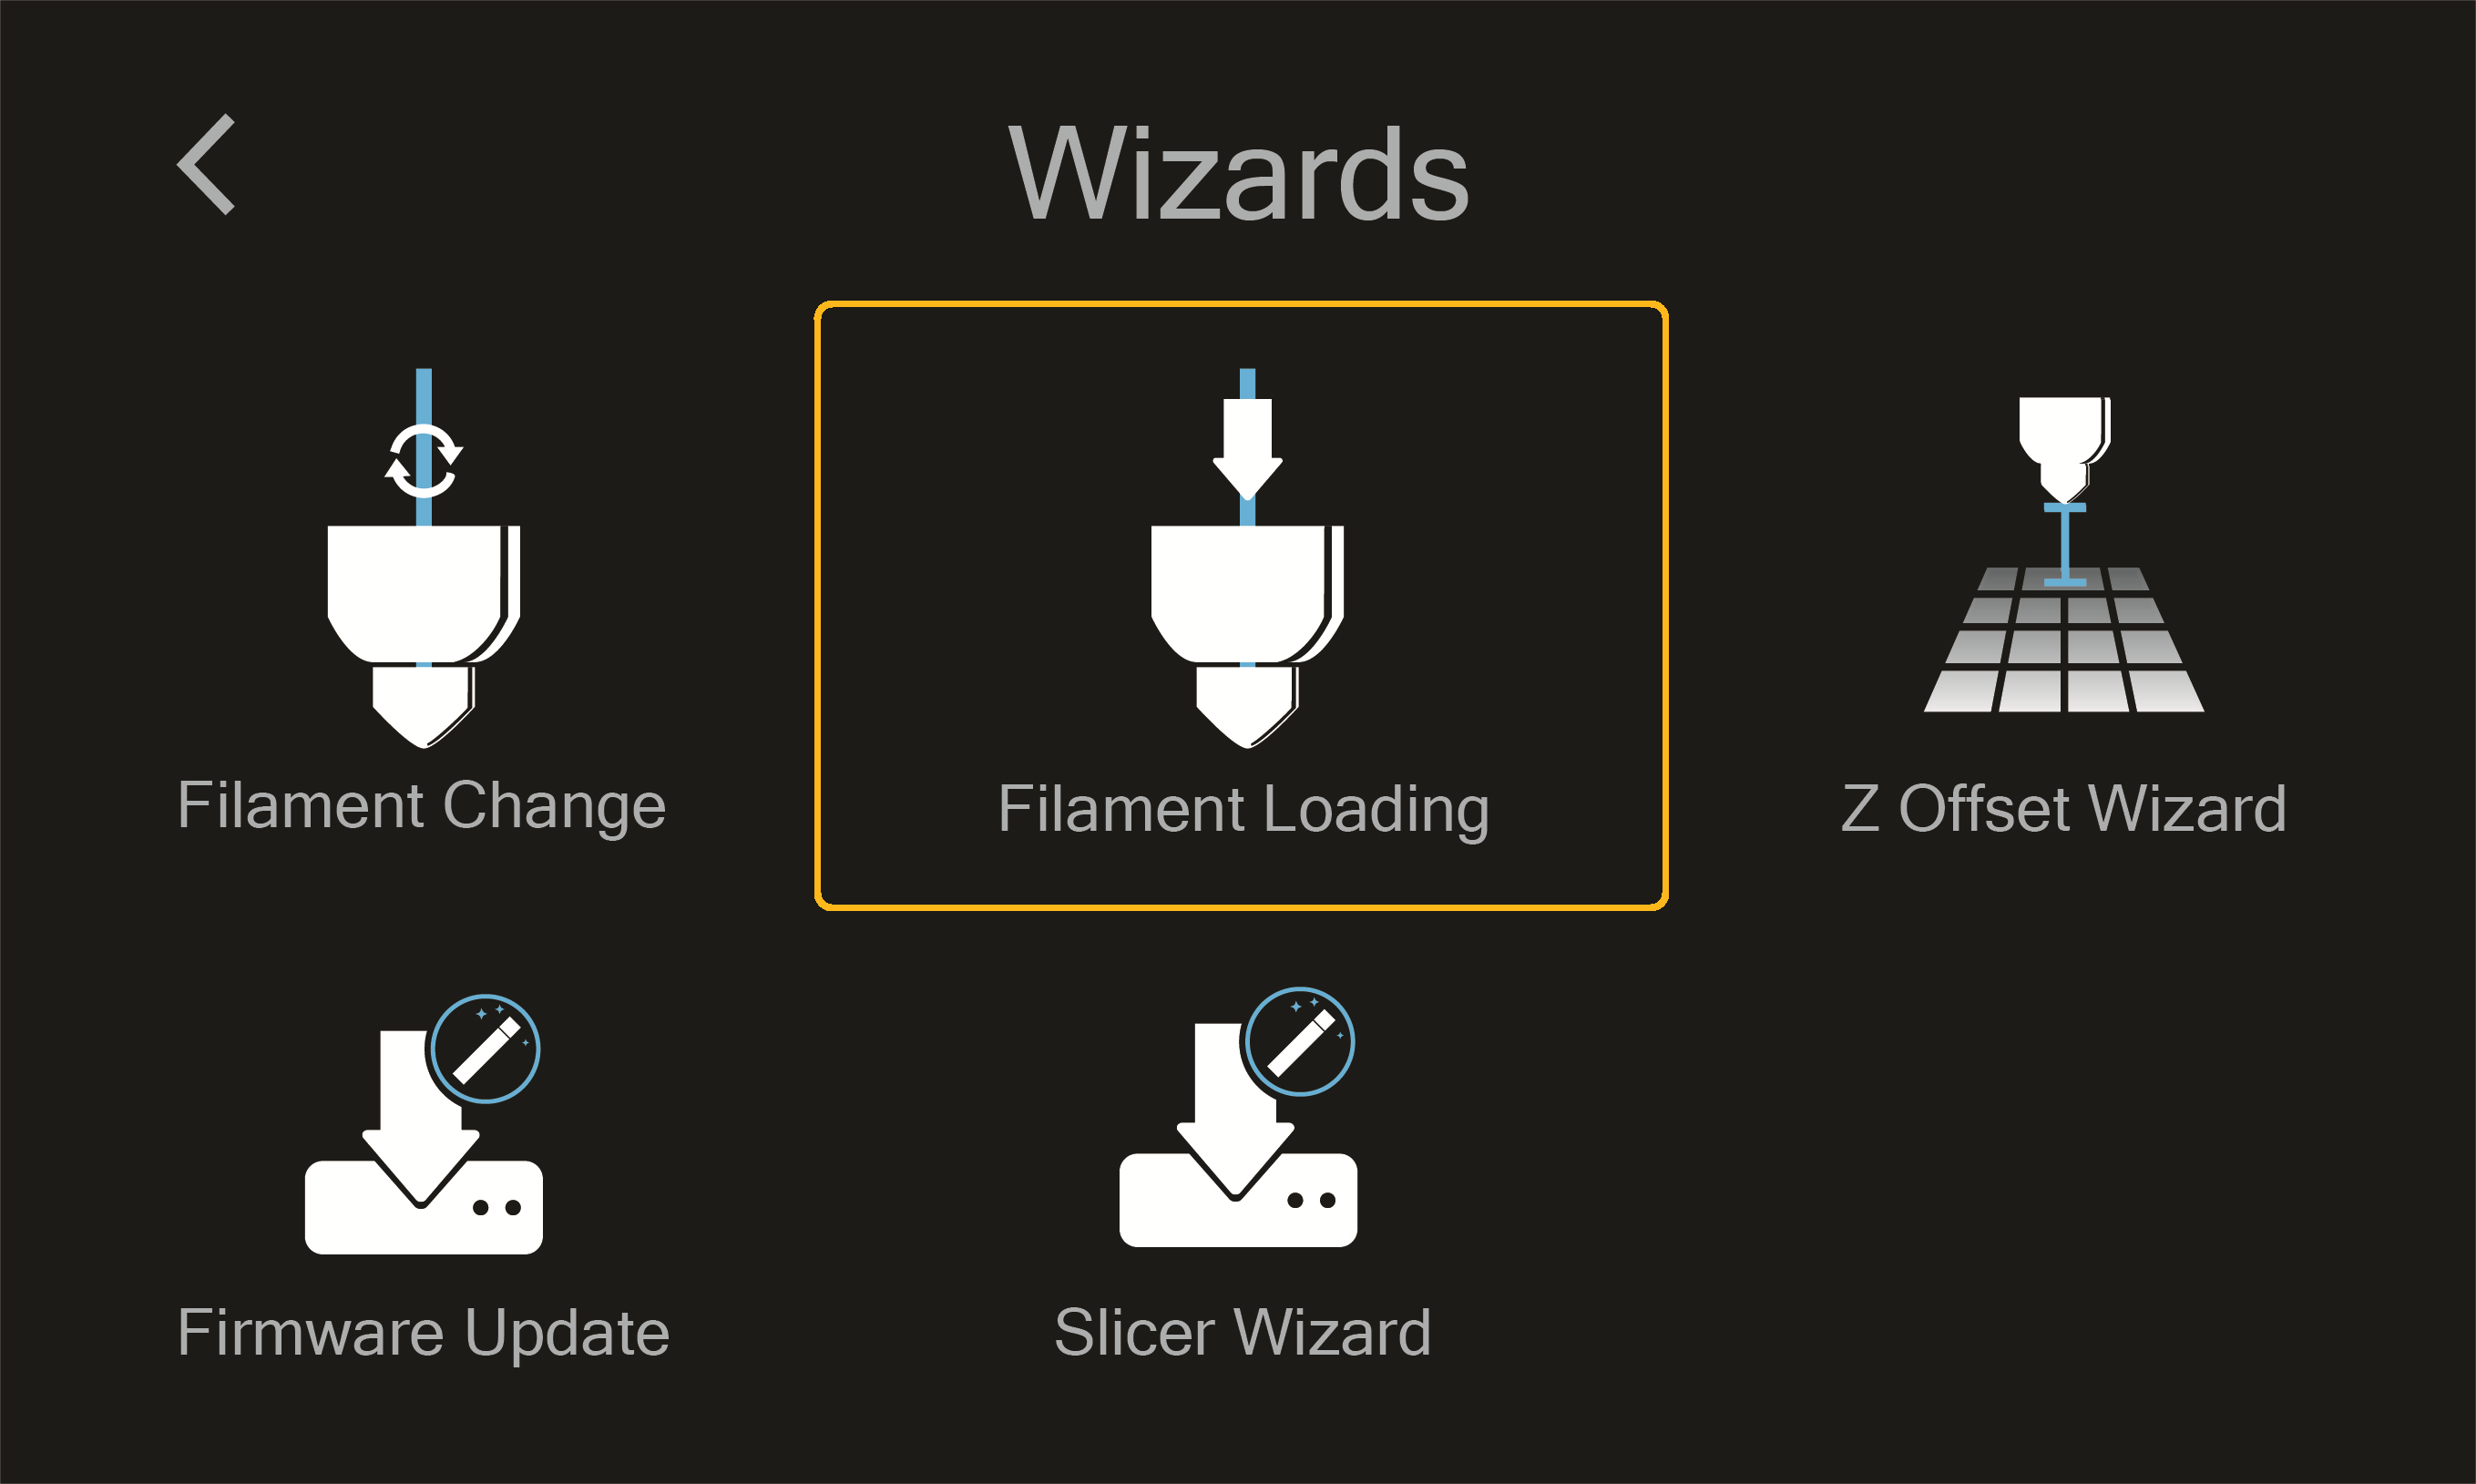 Wizards
Filament Change
Filament Loading
Z Offset Wizard
Firmware Update
Slicer Wizard